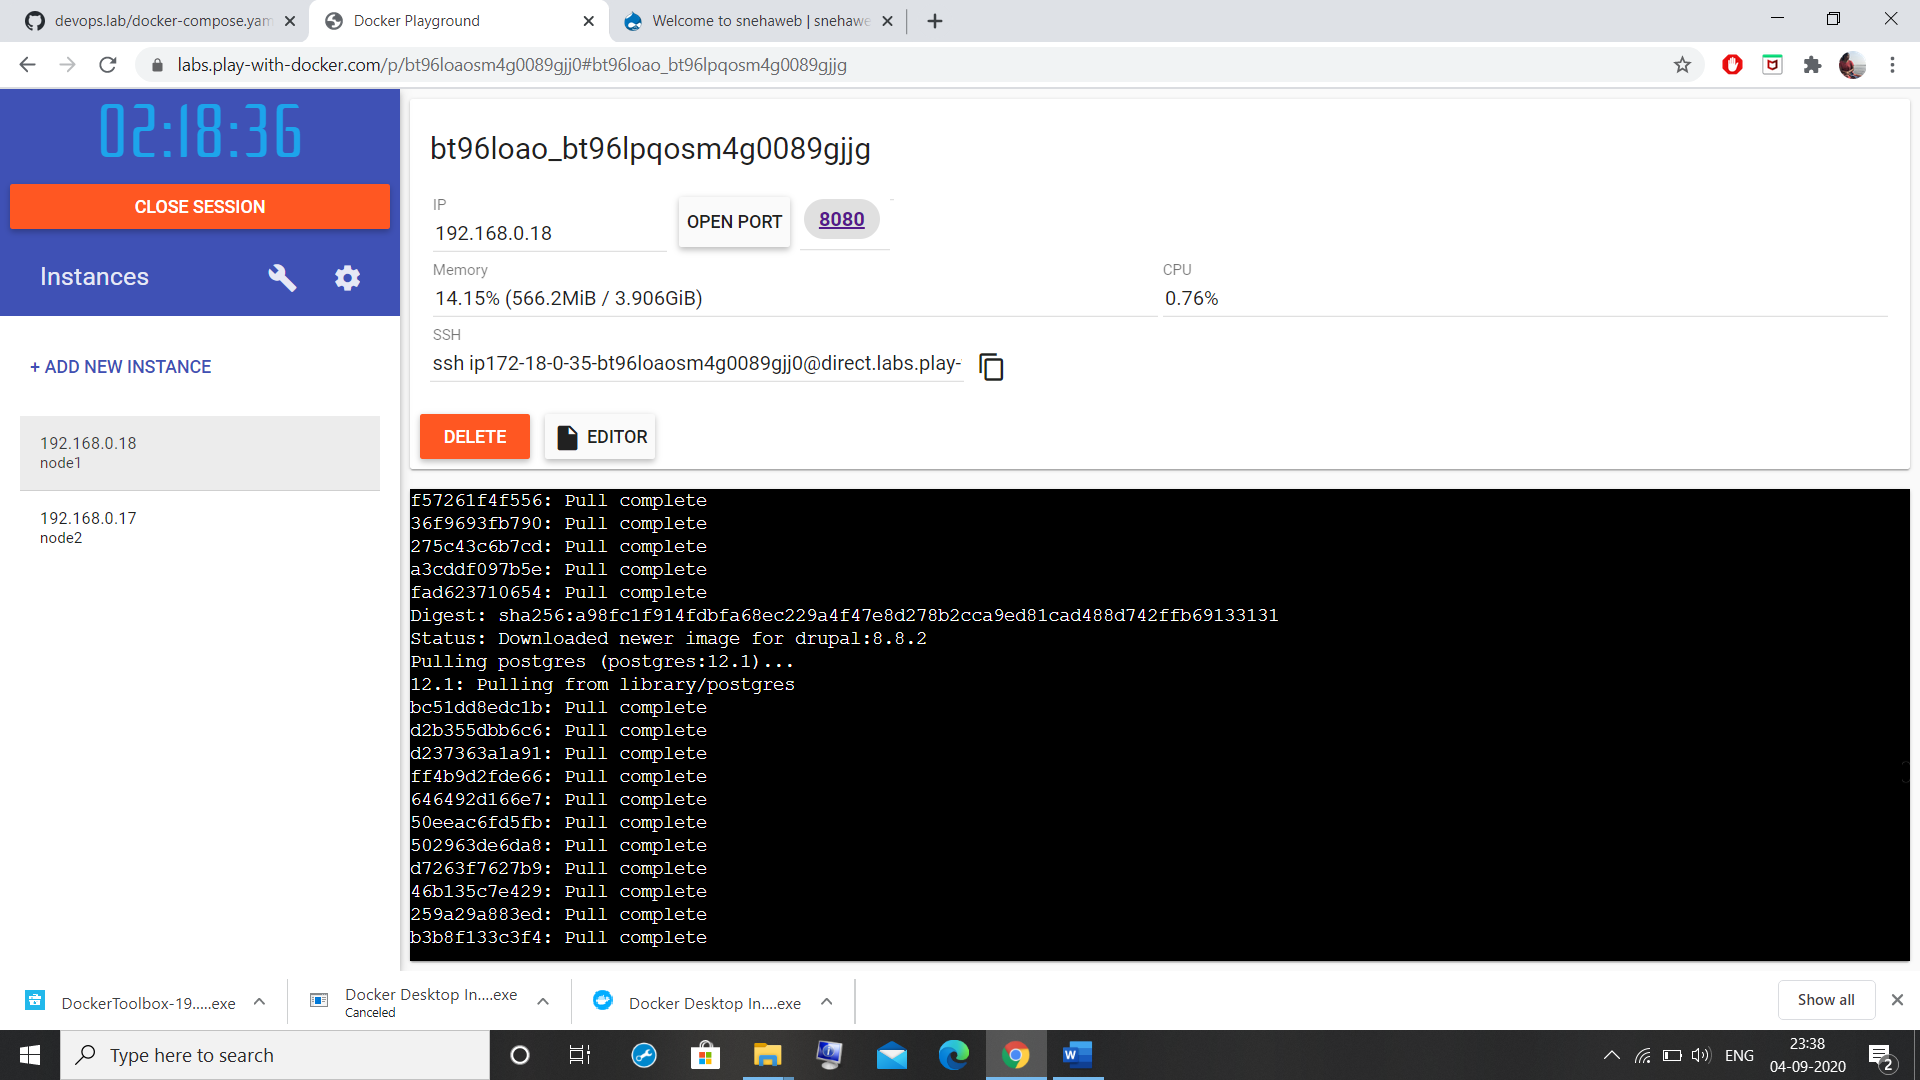 devops.lab/docker-compose.yam
Docker Playground
Welcome to snehaweb | snehawe
labs.play-with-docker.com/p/bt96loaosm4g0089gjj0#bt96loao_bt96lpqosm4g0089gjjg
02:18:36
CLOSE SESSION
Instances
+ ADD NEW INSTANCE
192.168.0.18
node1
192.168.0.17
node2
bt96loao_bt96lpqosm4g0089gjjg
IP
192.168.0.18
OPEN PORT
8080
Memory
14.15% (566.2MiB / 3.906GiB)
CPU
0.76%
SSH
ssh ip172-18-0-35-bt96loaosm4g0089gjj0@direct.labs.play-
DELETE
EDITOR
f57261f4f556: Pull complete
36f9693fb790: Pull complete
275c43c6b7cd: Pull complete
a3cddf097b5e: Pull complete
fad623710654: Pull complete
Digest: sha256:a98fc1f914fdbfa68ec229a4f47e8d278b2cca9ed81cad488d742ffb69133131
Status: Downloaded newer image for drupal:8.8.2
Pulling postgres (postgres:12.1)...
12.1: Pulling from library/postgres
bc51dd8edc1b: Pull complete
d2b355dbb6c6: Pull complete
d237363a1a91: Pull complete
ff4b9d2fde66: Pull complete
646492d166e7: Pull complete
50eeac6fd5fb: Pull complete
502963de6da8: Pull complete
d7263f7627b9: Pull complete
46b135c7e429: Pull complete
259a29a883ed: Pull complete
b3b8f133c3f4: Pull complete
DockerToolbox-19.....exe
Docker Desktop In....exe
Canceled
Docker Desktop In....exe
Show all
Type here to search
ENG
23:38
04-09-2020
2